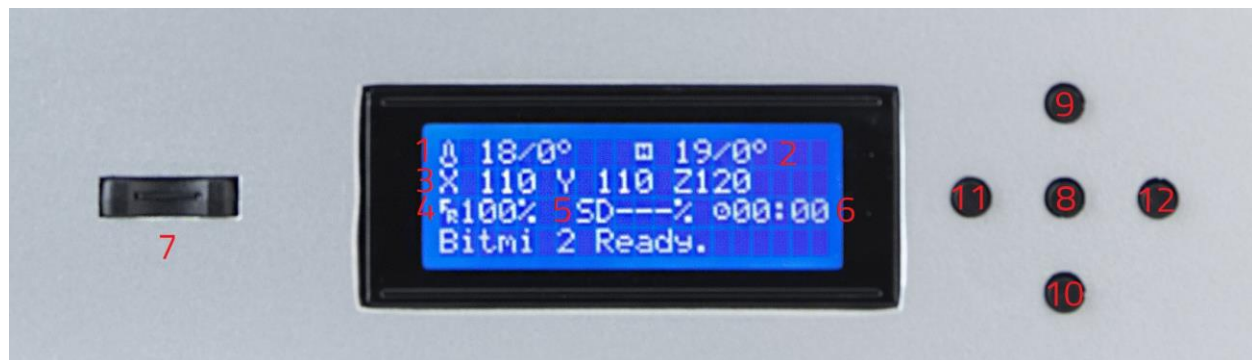 1 🌡 18/0° 19/0° 2
3 X 110 Y 110 Z120
4 FR100% 5 SD---% 00:00 6
Bitmi 2 Ready.
7
9
11 8 12
10